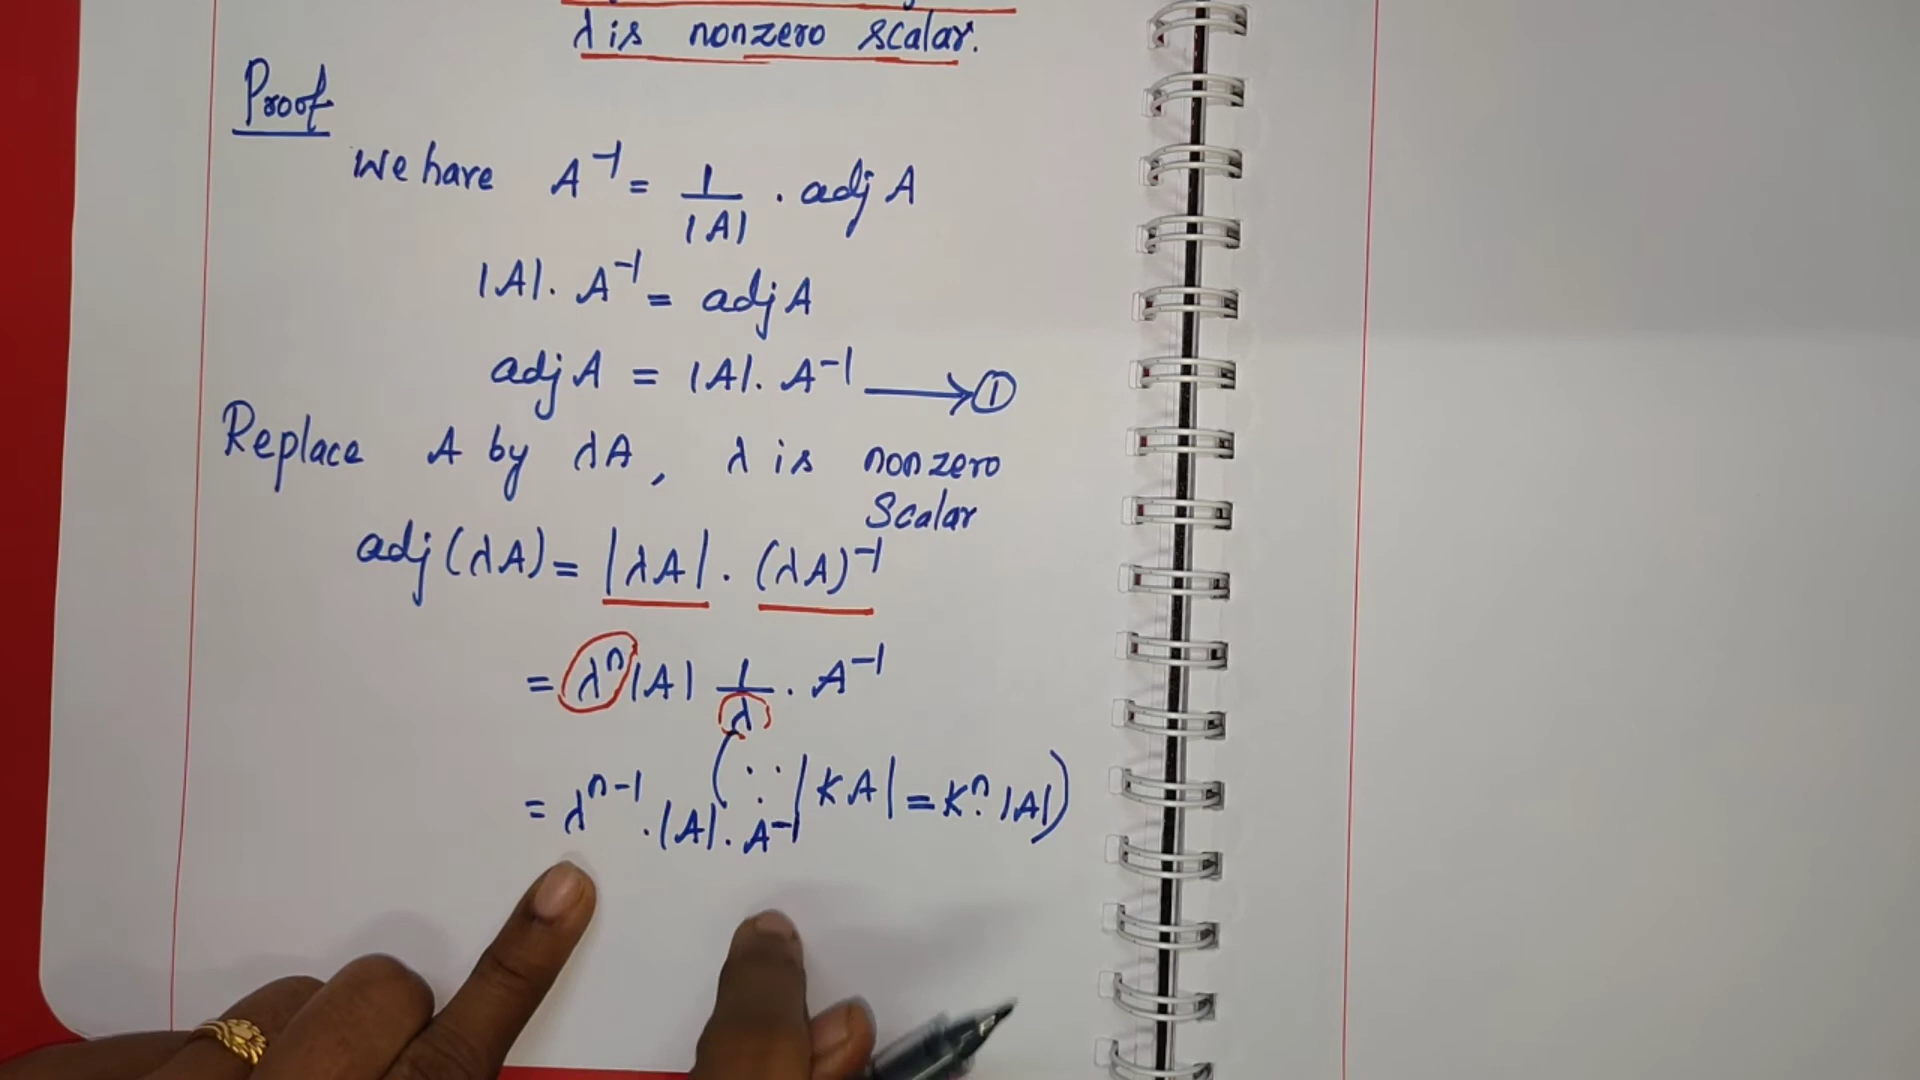 λ is nonzero scalar.
Proof
We have A⁻¹ = 1/|A| . adj A
|A|. A⁻¹ = adj A
adj A = |A|. A⁻¹ ⟶ ①
Replace A by λA, λ is nonzero
Scalar
adj (λA) = |λA| . (λA)⁻¹
= λⁿ |A| 1/λ . A⁻¹
(∵ |KA| = Kⁿ. |A|)
= λⁿ⁻¹ . |A| . A⁻¹